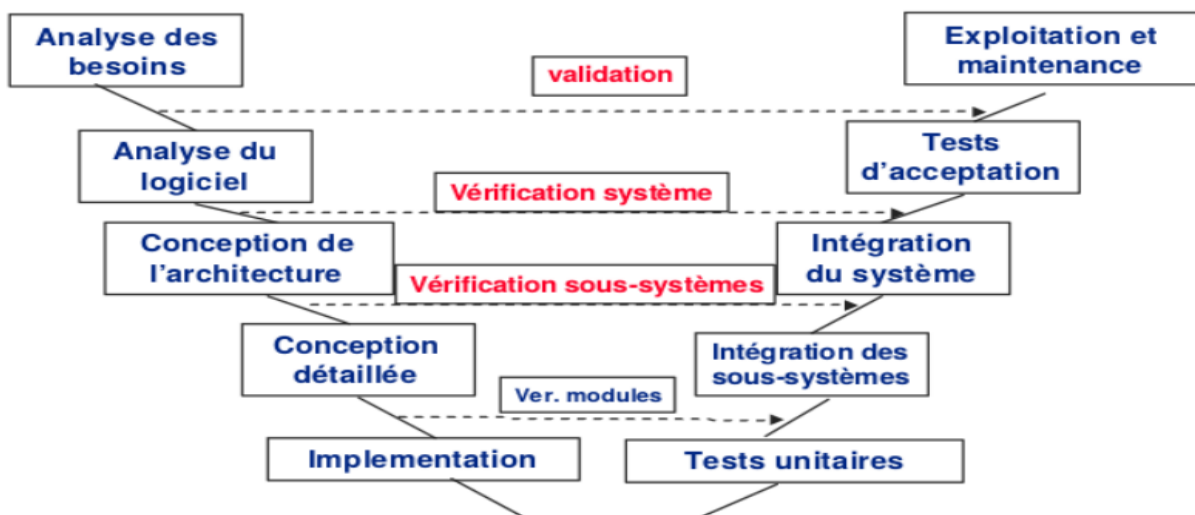 Analyse des
besoins
Exploitation et
maintenance
validation
Analyse du
logiciel
Tests
d'acceptation
Vérification système
Conception de
l'architecture
Intégration
du système
Vérification sous-systèmes
Conception
détaillée
Intégration des
sous-systèmes
Ver. modules
Implementation
Tests unitaires